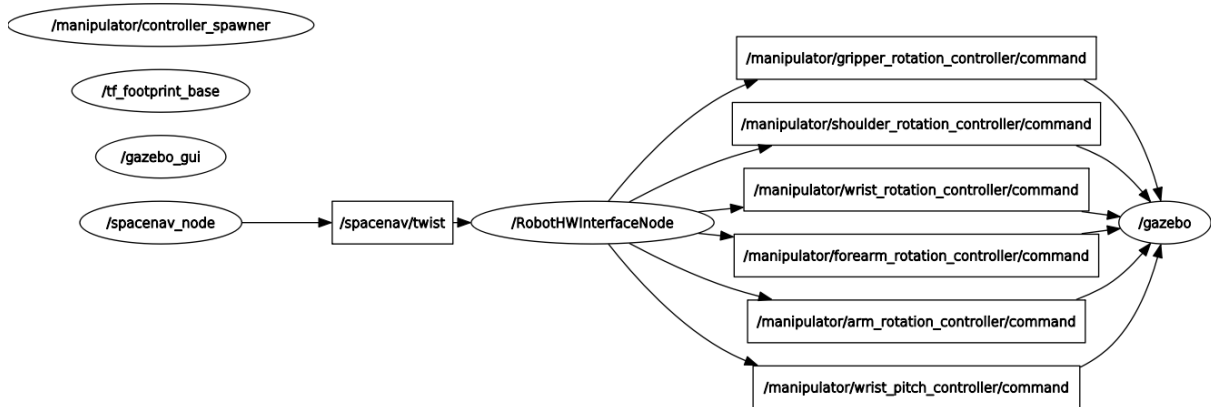 /manipulator/controller_spawner
/tf_footprint_base
/gazebo_gui
/spacenav_node
/spacenav/twist
/RobotHWInterfaceNode
/manipulator/gripper_rotation_controller/command
/manipulator/shoulder_rotation_controller/command
/manipulator/wrist_rotation_controller/command
/manipulator/forearm_rotation_controller/command
/manipulator/arm_rotation_controller/command
/manipulator/wrist_pitch_controller/command
/gazebo